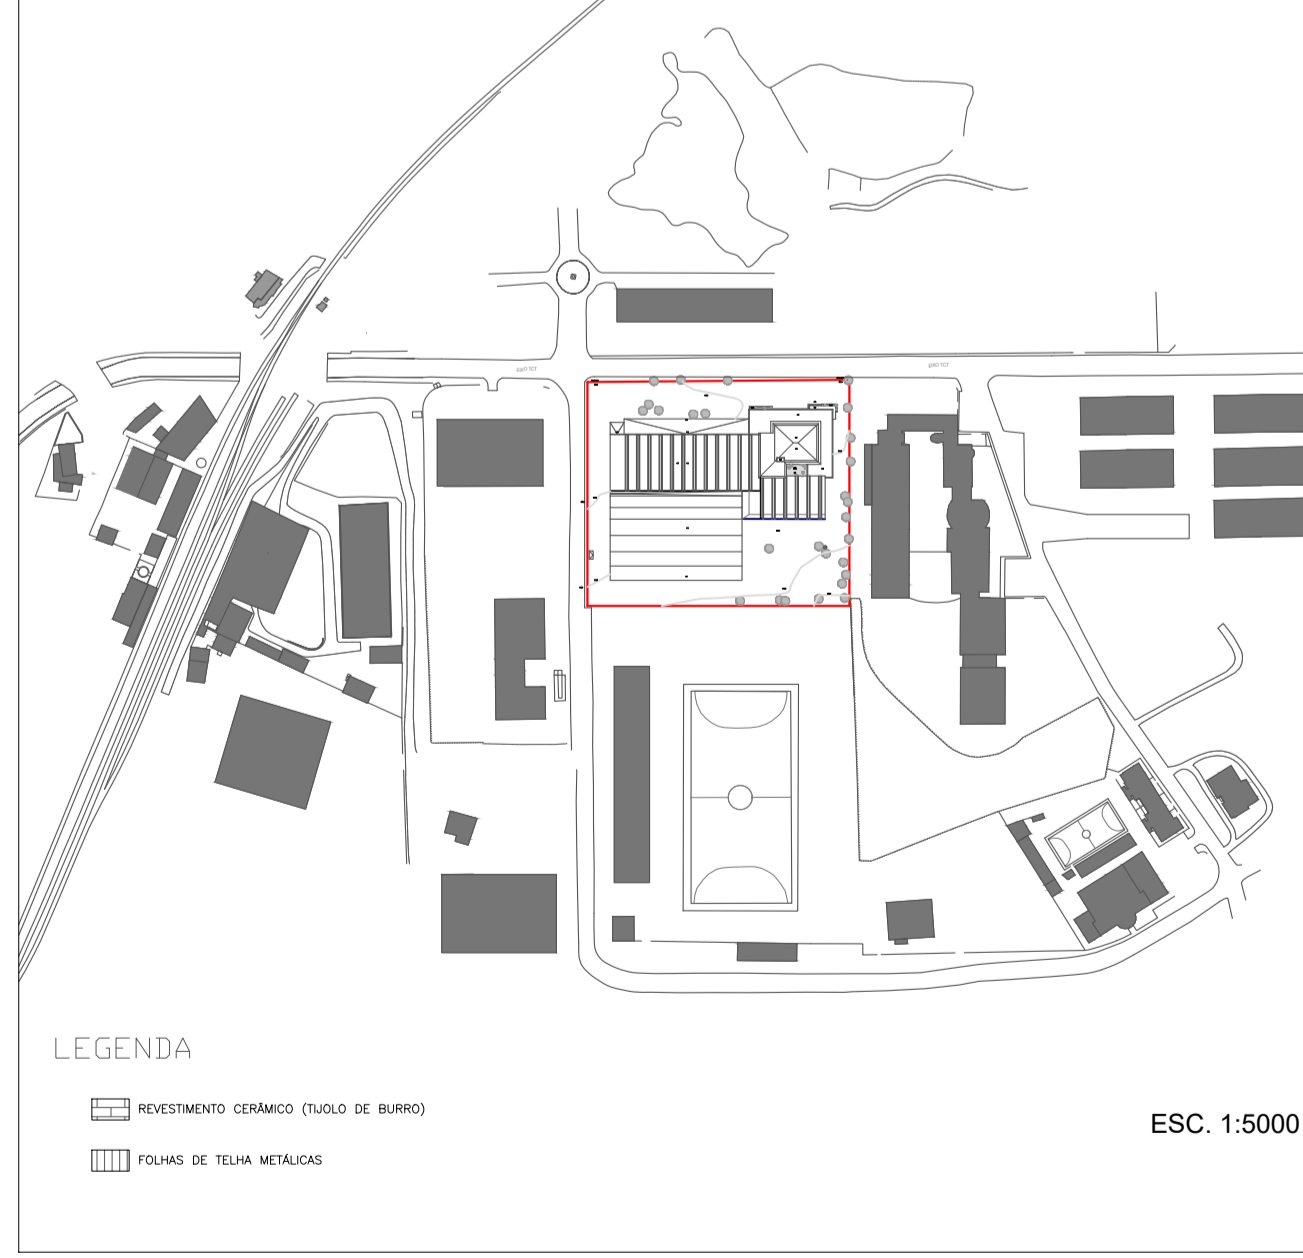 LEGENDA
REVESTIMENTO CERÂMICO (TIJOLO DE BURRO)
ESC. 1:5000
FOLHAS DE TELHA METÁLICAS